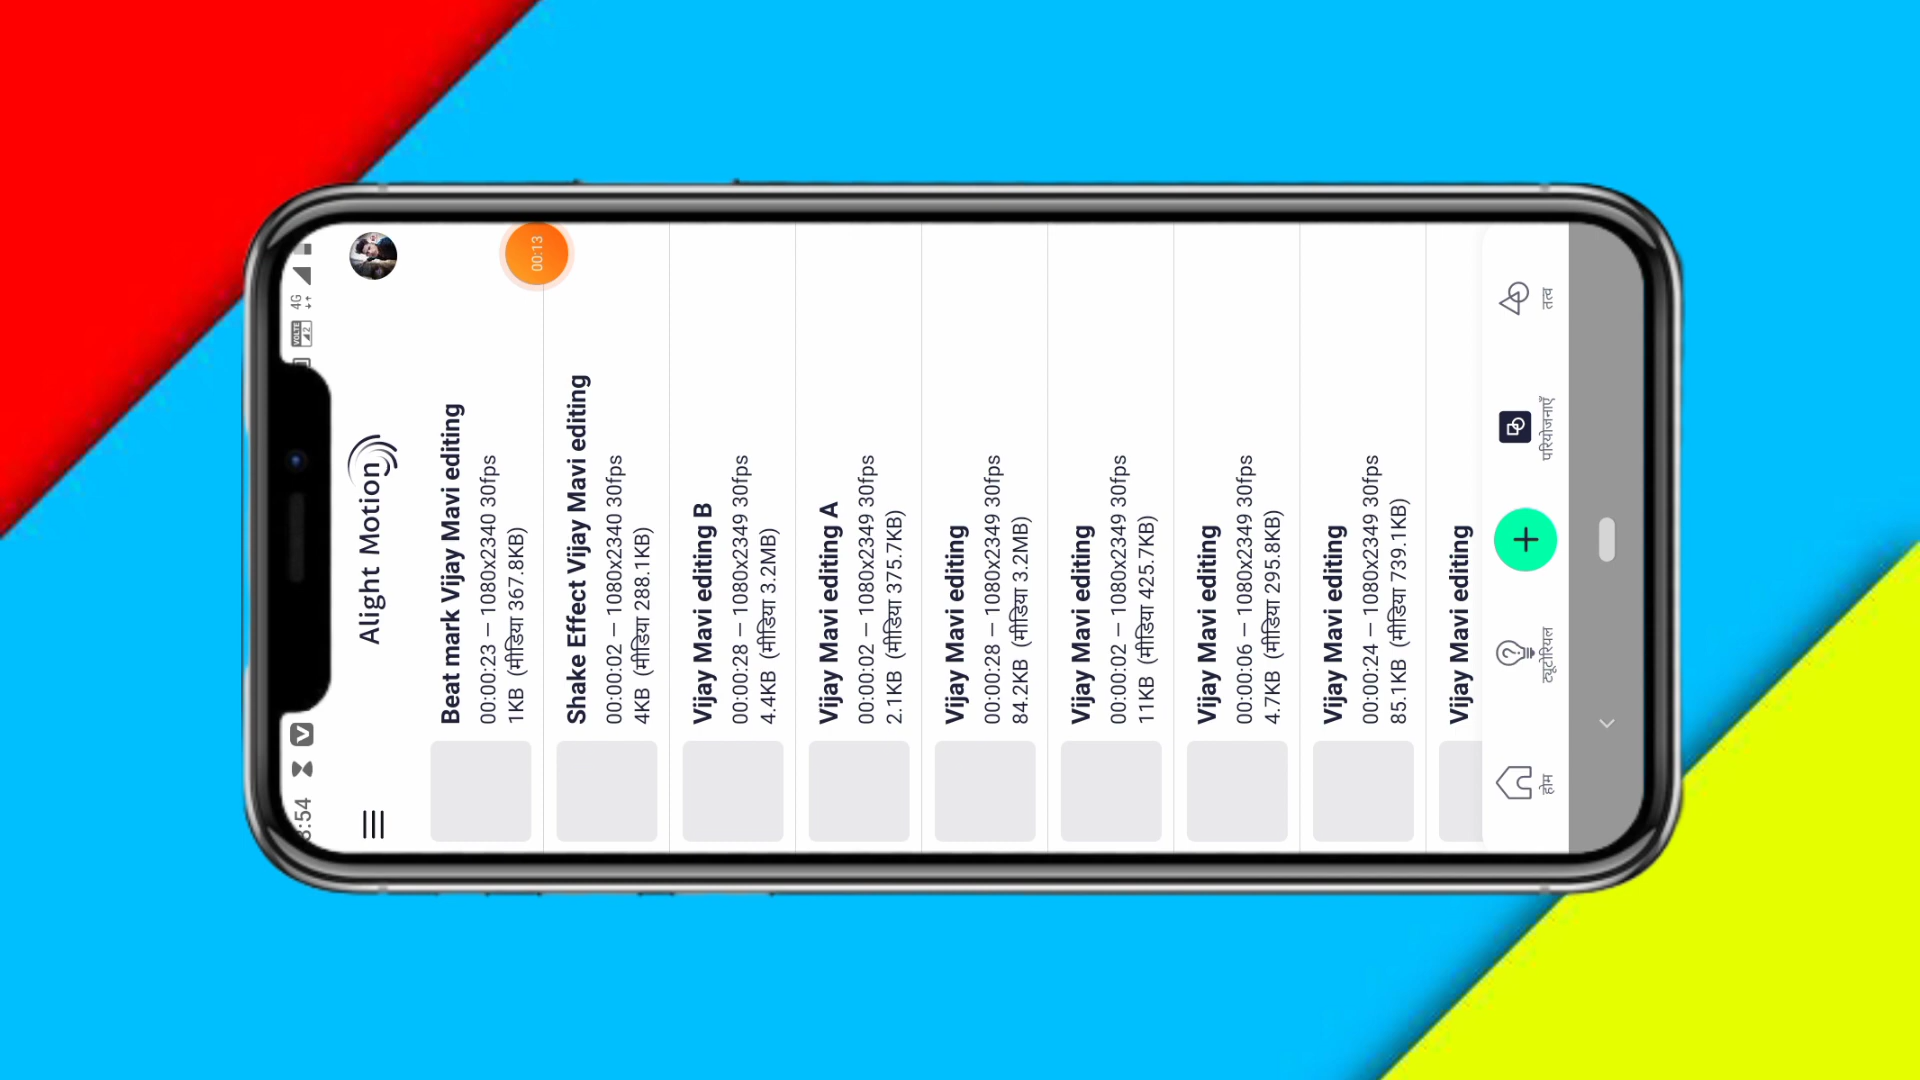 :54
4G
VOLTE
2
Alight Motion
00:13
Beat mark Vijay Mavi editing
00:00:23 — 1080x2340 30fps
1KB (मीडिया 367.8KB)
Shake Effect Vijay Mavi editing
00:00:02 — 1080x2340 30fps
4KB (मीडिया 288.1KB)
Vijay Mavi editing B
00:00:28 — 1080x2349 30fps
4.4KB (मीडिया 3.2MB)
Vijay Mavi editing A
00:00:02 — 1080x2349 30fps
2.1KB (मीडिया 375.7KB)
Vijay Mavi editing
00:00:28 — 1080x2349 30fps
84.2KB (मीडिया 3.2MB)
Vijay Mavi editing
00:00:02 — 1080x2349 30fps
11KB (मीडिया 425.7KB)
Vijay Mavi editing
00:00:06 — 1080x2349 30fps
4.7KB (मीडिया 295.8KB)
Vijay Mavi editing
00:00:24 — 1080x2349 30fps
85.1KB (मीडिया 739.1KB)
Vijay Mavi editing
होम
ट्यूटोरियल
परियोजनाएँ
तत्व